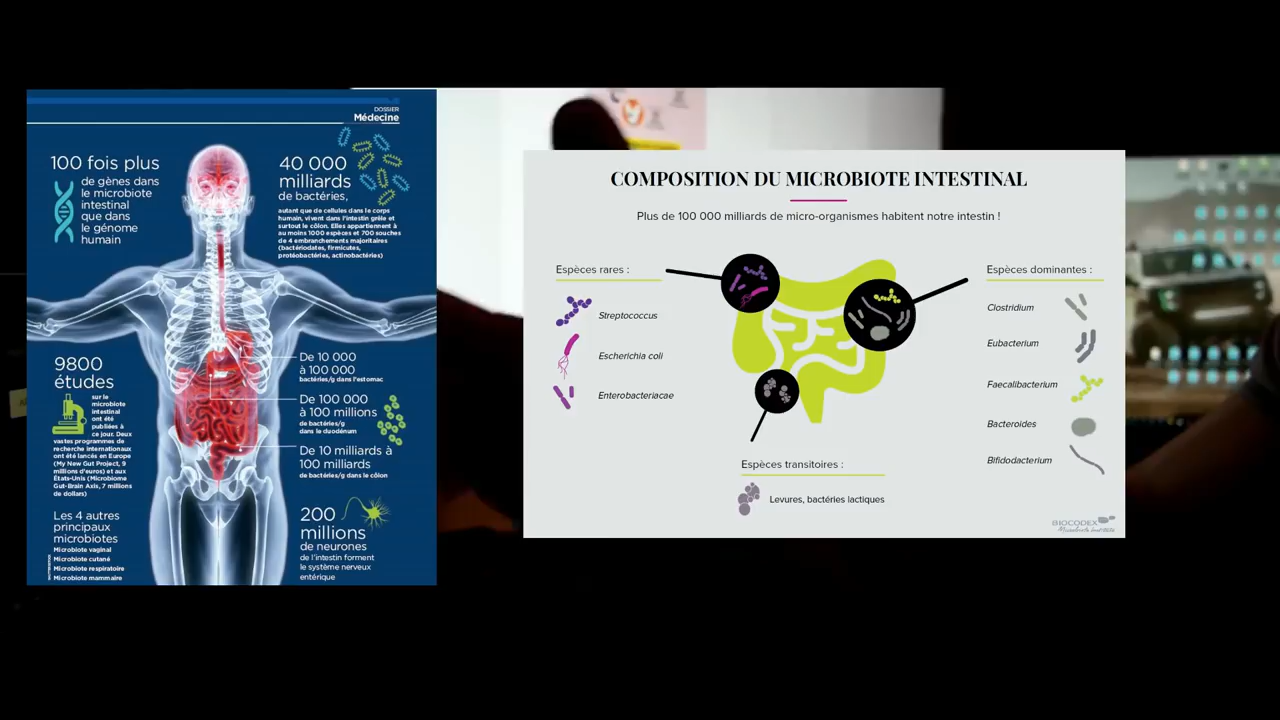 DOSSIER
Médecine
100 fois plus
de gènes dans
le microbiote
intestinal
que dans
le génome
humain
40 000
milliards
de bactéries,
autant que de cellules dans le corps
humain, vivent dans l'intestin grêle et
surtout le côlon. Elles appartiennent à
au moins 1000 espèces et 700 souches
de 4 embranchements majoritaires
(bactériodates, firmicutes,
protéobactéries, actinobactéries)
9800
études
sur le
microbiote
intestinal
ont été
publiées à
ce jour. Deux
vastes programmes de
recherche internationaux
ont été lancés en Europe
(My New Gut Project, 9
millions d'euros) et aux
États-Unis (Microbiome
Gut-Brain Axis, 7 millions
de dollars)
De 10 000
à 100 000
bactéries/g dans l'estomac
De 100 000
à 100 millions
de bactéries/g
dans le duodénum
De 10 milliards à
100 milliards
de bactéries/g dans le côlon
Les 4 autres
principaux
microbiotes
Microbiote vaginal
Microbiote cutané
Microbiote respiratoire
Microbiote mammaire
200
millions
de neurones
de l'intestin forment
le système nerveux
entérique
COMPOSITION DU MICROBIOTE INTESTINAL
Plus de 100 000 milliards de micro-organismes habitent notre intestin !
Espèces rares :
Streptococcus
Escherichia coli
Enterobacteriacae
Espèces dominantes :
Clostridium
Eubacterium
Faecalibacterium
Bacteroides
Bifidobacterium
Espèces transitoires :
Levures, bactéries lactiques
BIOCODEX
Microbiota Institute